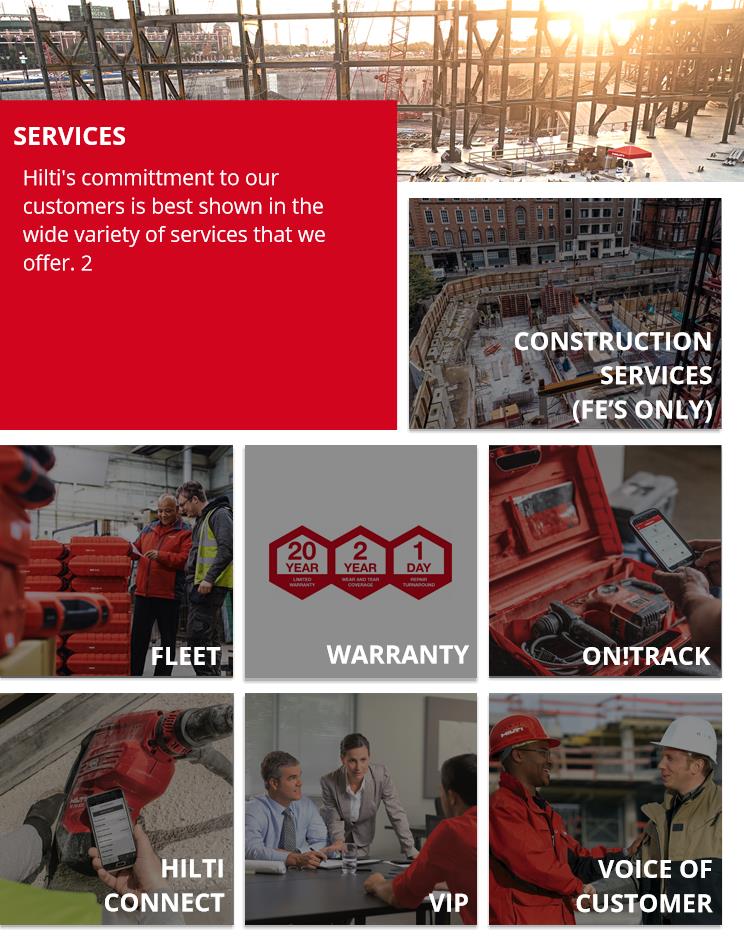 SERVICES
Hilti's committment to our
customers is best shown in the
wide variety of services that we
offer. 2
CONSTRUCTION
SERVICES
(FE'S ONLY)
FLEET
20
YEAR
LIMITED
WARRANTY
2
YEAR
WEAR AND TEAR
COVERAGE
1
DAY
REPAIR
TURNAROUND
WARRANTY
ON!TRACK
HILTI
HILTI
CONNECT
VIP
HILTI
VOICE OF
CUSTOMER